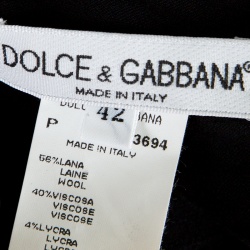 DOLCE & GABBANA®
MADE IN ITALY
42
P
3694
MADE IN ITALY
56%LANA
LAINE
WOOL
40%VISCOSA
VISCOSE
VISCOSE
4%LYCRA
LYCRA